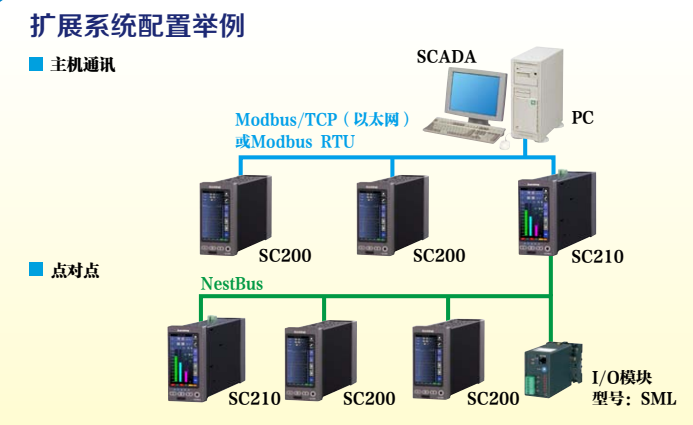 扩展系统配置举例
主机通讯
SCADA
PC
Modbus/TCP（以太网）
或Modbus RTU
SC200
SC200
SC210
点对点
NestBus
SC210
SC200
SC200
I/O模块
型号：SML